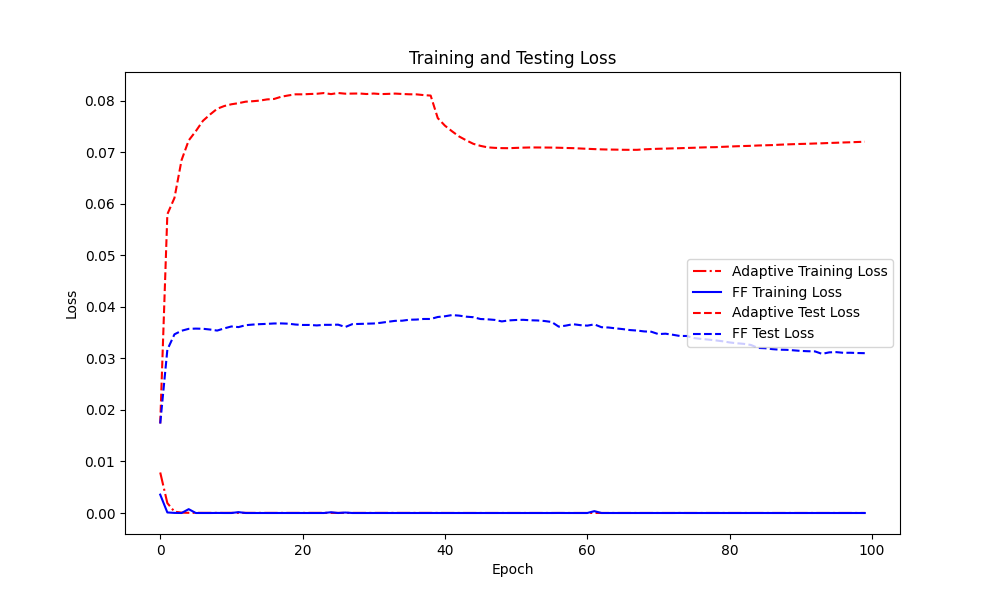 Training and Testing Loss
Loss
0.08
0.07
0.06
0.05
0.04
0.03
0.02
0.01
0.00
Adaptive Training Loss
FF Training Loss
Adaptive Test Loss
FF Test Loss
0 20 40 60 80 100
Epoch